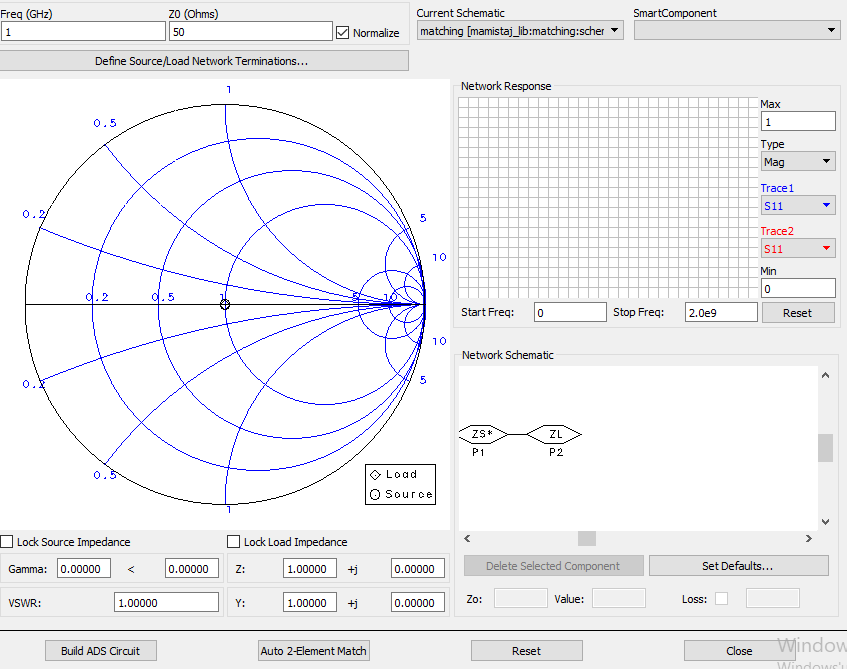 Freq (GHz)
Z0 (Ohms)
1
50
Normalize
Current Schematic
matching [mamistaj_lib:matching:scher
SmartComponent
Define Source/Load Network Terminations...
1
0.5
0.2
5
10
0.2
0.5
1
5
10
10
5
0.2
0.5
1
Load
Source
Network Response
Max
1
Type
Mag
Trace1
S11
Trace2
S11
Min
0
Start Freq:
0
Stop Freq:
2.0e9
Reset
Network Schematic
ZS*
ZL
P1
P2
Lock Source Impedance
Lock Load Impedance
Gamma:
0.00000
<
0.00000
Z:
1.00000
+j
0.00000
VSWR:
1.00000
Y:
1.00000
+j
0.00000
Delete Selected Component
Set Defaults...
Zo:
Value:
Loss:
Build ADS Circuit
Auto 2-Element Match
Reset
Close